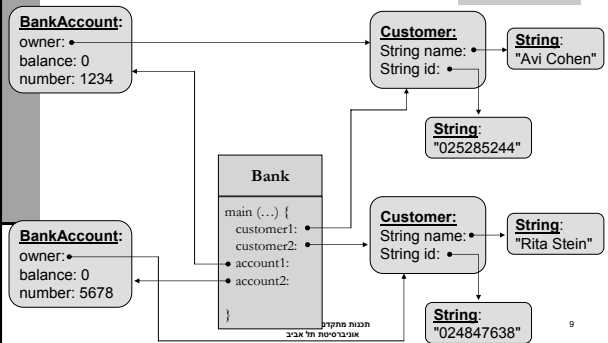 BankAccount:
owner:
balance: 0
number: 1234
Customer:
String name:
String id:
String:
"Avi Cohen"
String:
"025285244"
Bank
main (…) {
customer1:
customer2:
account1:
account2:
}
BankAccount:
owner:
balance: 0
number: 5678
Customer:
String name:
String id:
String:
"Rita Stein"
String:
"024847638"
תכנות מתקדם
אוניברסיטת תל אביב
9